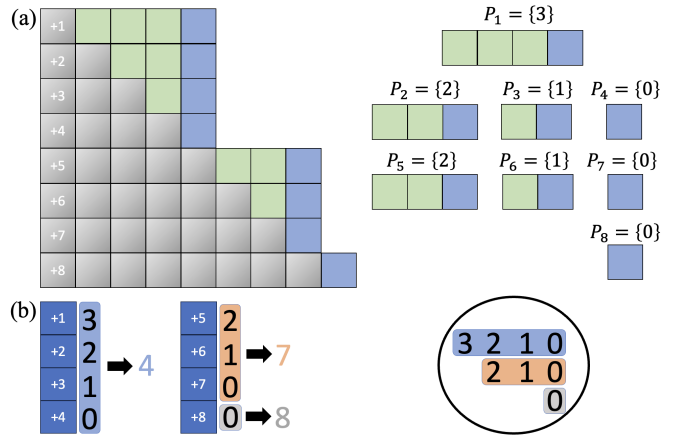 (a)
+1
+2
+3
+4
+5
+6
+7
+8
P₁ = {3}
P₂ = {2} P₃ = {1} P₄ = {0}
P₅ = {2} P₆ = {1} P₇ = {0}
P₈ = {0}
(b)
+1 3
+2 2
+3 1
+4 0
4
+5 2
+6 1
+7 0
7
+8 0 8
3 2 1 0
2 1 0
0